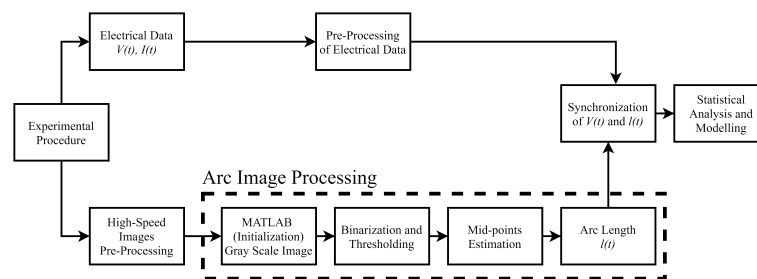 Electrical Data
V(t), I(t)
Pre-Processing
of Electrical Data
Experimental
Procedure
Synchronization
of V(t) and l(t)
Statistical
Analysis and
Modelling
Arc Image Processing
High-Speed
Images
Pre-Processing
MATLAB
(Initialization)
Gray Scale Image
Binarization and
Thresholding
Mid-points
Estimation
Arc Length
l(t)